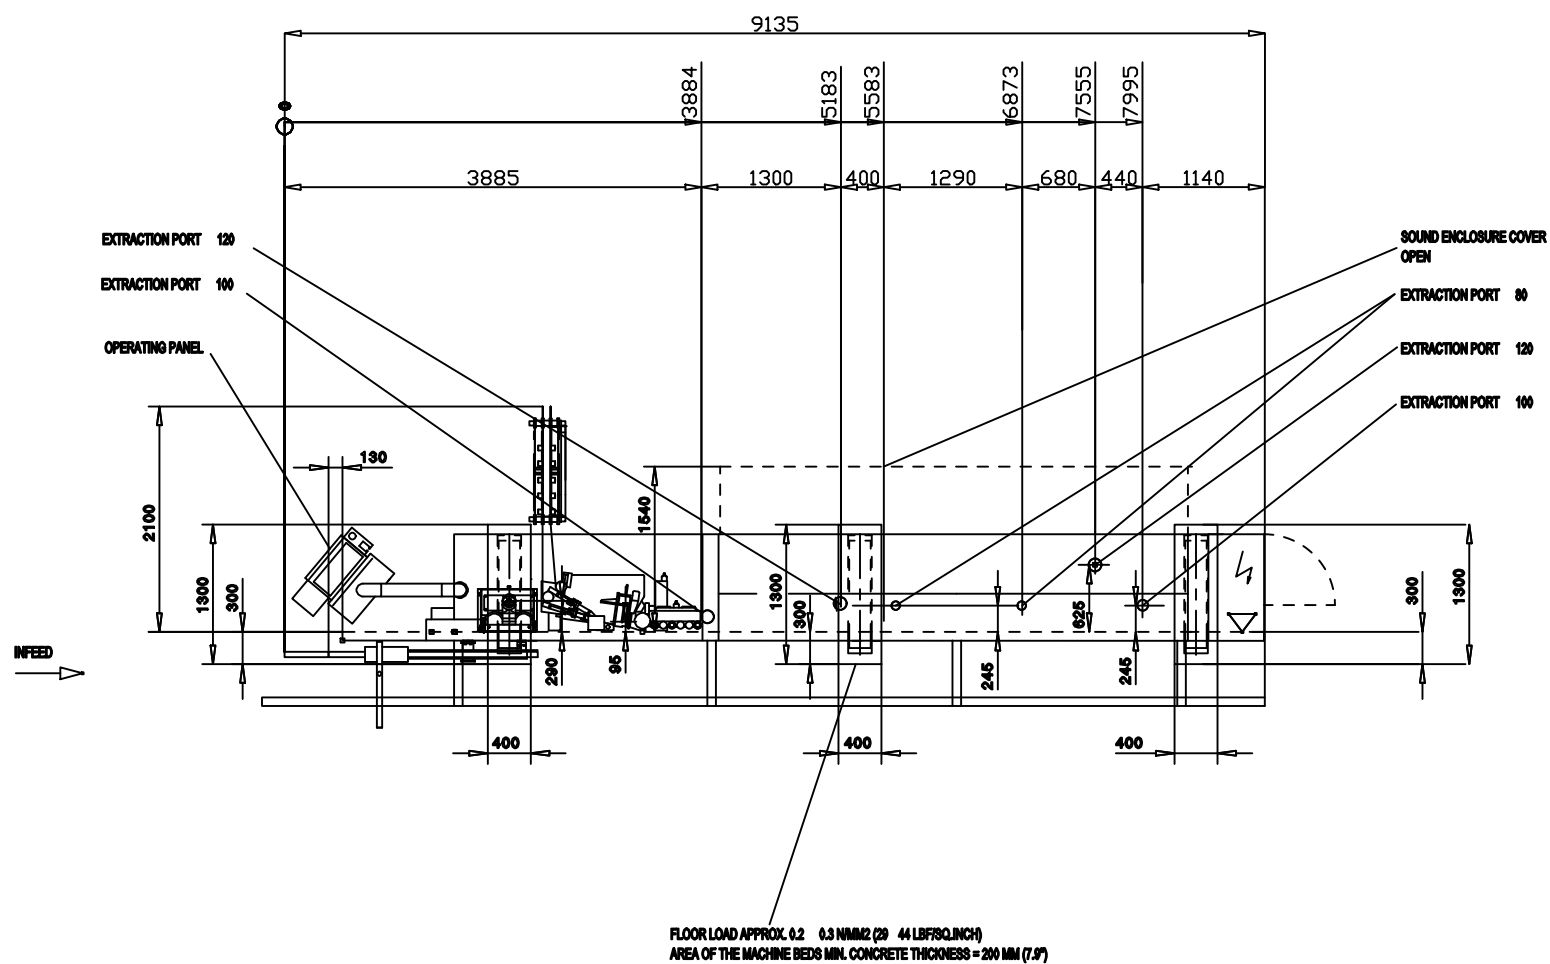 9135
3884
5183
5583
6873
7555
7995
3885
1300
400
1290
680
440
1140
EXTRACTION PORT 120
EXTRACTION PORT 100
OPERATING PANEL
SOUND ENCLOSURE COVER
OPEN
EXTRACTION PORT 80
EXTRACTION PORT 120
EXTRACTION PORT 100
130
2100
1540
1300
300
1300
300
625
300
1300
290
95
245
245
INFEED
400
400
400
FLOOR LOAD APPROX. 0.2 0.3 N/MM2 (29 44 LBF/SQ.INCH)
AREA OF THE MACHINE BEDS MIN. CONCRETE THICKNESS = 200 MM (7.9")